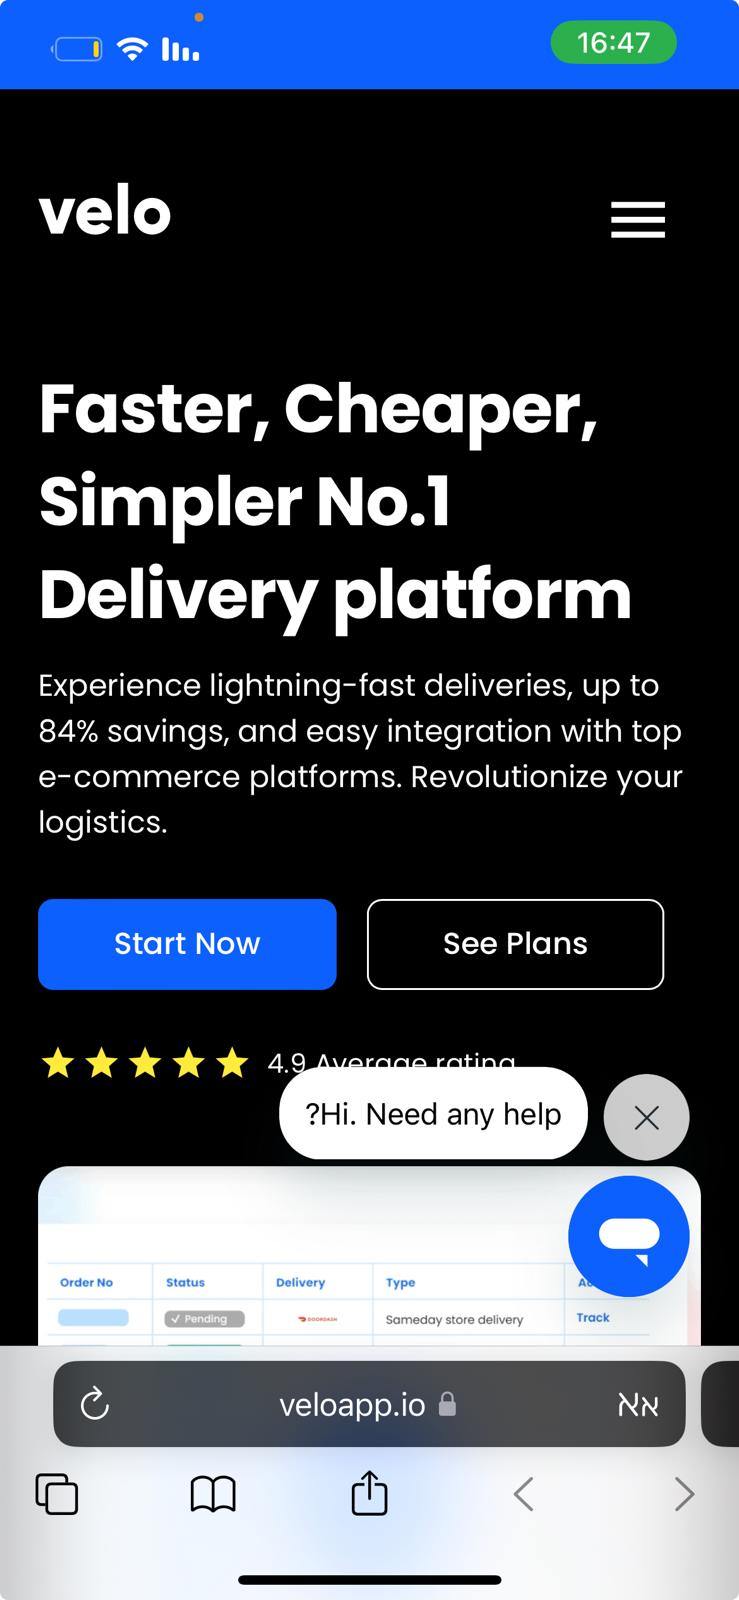 16:47
velo
Faster, Cheaper,
Simpler No.1
Delivery platform
Experience lightning-fast deliveries, up to
84% savings, and easy integration with top
e-commerce platforms. Revolutionize your
logistics.
Start Now
See Plans
4.9 Average rating
?Hi. Need any help
Order No Status Delivery Type
Pending DOORDASH Sameday store delivery Track
veloapp.io
אא